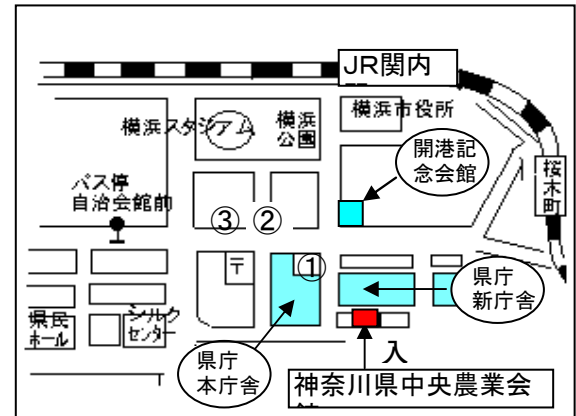 JR関内
横浜市役所
横浜スタジアム
横浜
公園
開港記
念会館
桜木町
バス停
自治会館前
③
②
①
〒
県庁
新庁舎
県民
ホール
シルク
センター
県庁
本庁舎
入
神奈川県中央農業会